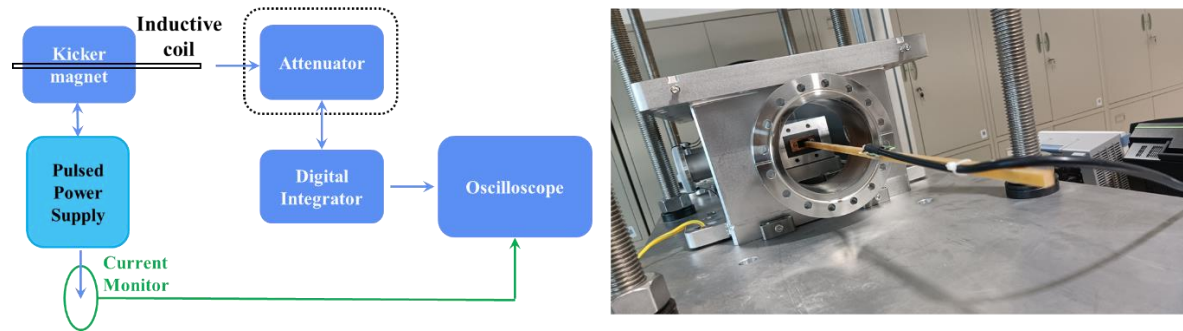 Inductive
coil
Kicker
magnet
Attenuator
Pulsed
Power
Supply
Digital
Integrator
Oscilloscope
Current
Monitor